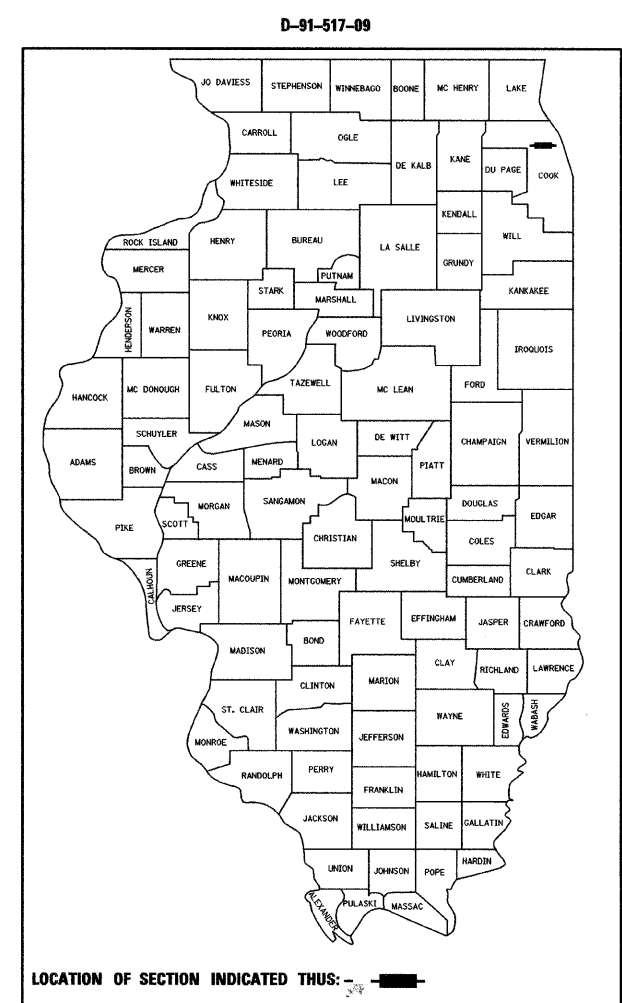 D-91-517-09
JO DAVIESS
STEPHENSON
WINNEBAGO
BOONE
MC HENRY
LAKE
CARROLL
OGLE
DE KALB
KANE
DU PAGE
COOK
WHITESIDE
LEE
KENDALL
WILL
ROCK ISLAND
HENRY
BUREAU
LA SALLE
GRUNDY
MERCER
PUTNAM
KANKAKEE
STARK
MARSHALL
HENDERSON
WARREN
KNOX
PEORIA
WOODFORD
LIVINGSTON
IROQUOIS
HANCOCK
MC DONOUGH
FULTON
TAZEWELL
MC LEAN
FORD
MASON
SCHUYLER
LOGAN
DE WITT
CHAMPAIGN
VERMILION
ADAMS
BROWN
CASS
MENARD
PIATT
MACON
MORGAN
SANGAMON
DOUGLAS
EDGAR
PIKE
SCOTT
MOULTRIE
CHRISTIAN
COLES
GREENE
MACOUPIN
MONTGOMERY
SHELBY
CUMBERLAND
CLARK
CALHOUN
JERSEY
FAYETTE
EFFINGHAM
JASPER
CRAWFORD
MADISON
BOND
CLAY
RICHLAND
LAWRENCE
CLINTON
MARION
ST. CLAIR
WAYNE
EDWARDS
WABASH
WASHINGTON
JEFFERSON
MONROE
RANDOLPH
PERRY
HAMILTON
WHITE
FRANKLIN
JACKSON
WILLIAMSON
SALINE
GALLATIN
UNION
JOHNSON
POPE
HARDIN
ALEXANDER
PULASKI
MASSAC
LOCATION OF SECTION INDICATED THUS: -